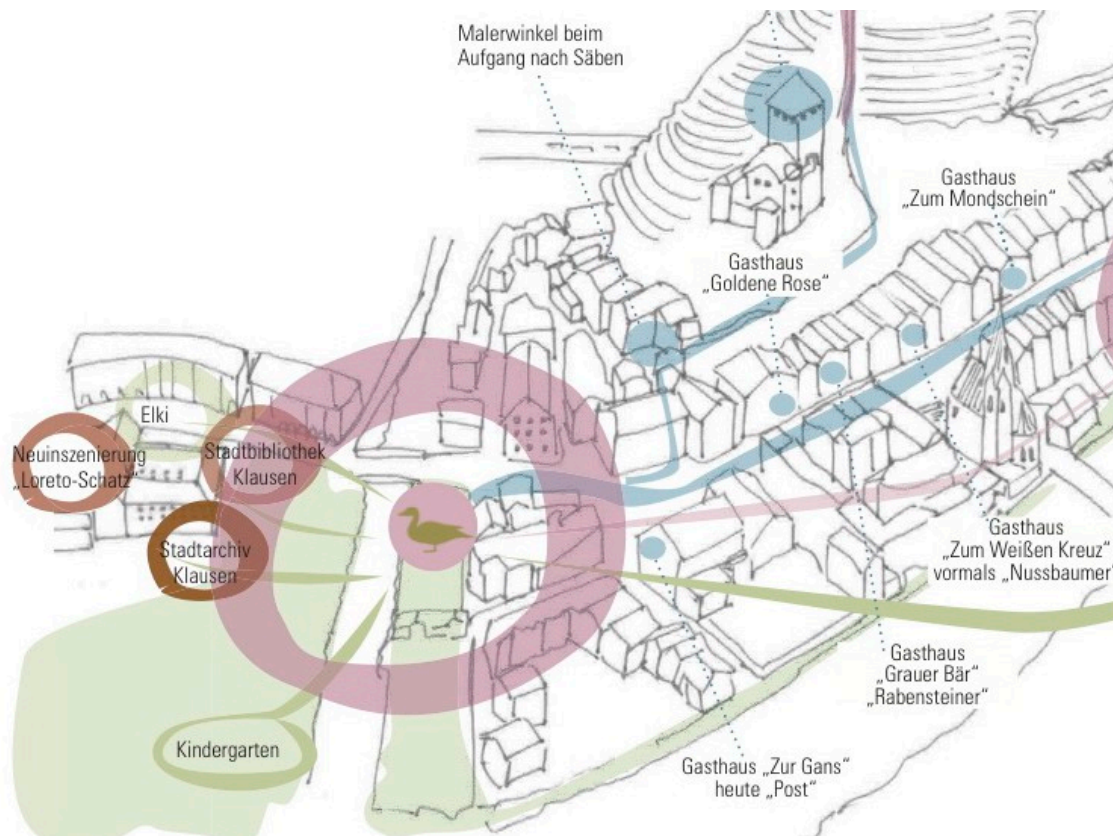 Malerwinkel beim
Aufgang nach Säben
Gasthaus
„Zum Mondschein“
Gasthaus
„Goldene Rose“
Elki
Neuinszenierung
„Loreto-Schatz“
Stadtbibliothek
Klausen
Stadtarchiv
Klausen
Gasthaus
„Zum Weißen Kreuz“
vormals „Nussbaumer“
Gasthaus
„Grauer Bär“
„Rabensteiner“
Kindergarten
Gasthaus „Zur Gans“
heute „Post“